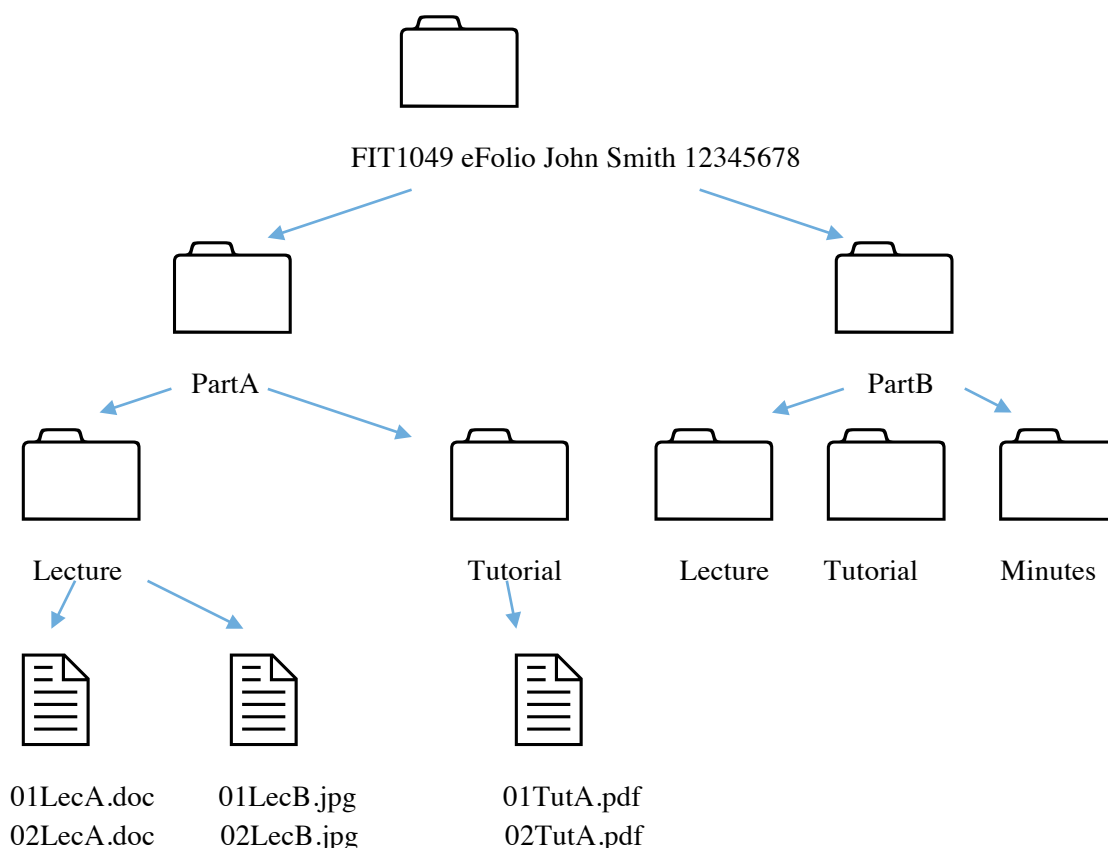 FIT1049 eFolio John Smith 12345678
PartA PartB
Lecture Tutorial Lecture Tutorial Minutes
01LecA.doc 01LecB.jpg 01TutA.pdf
02LecA.doc 02LecB.jpg 02TutA.pdf